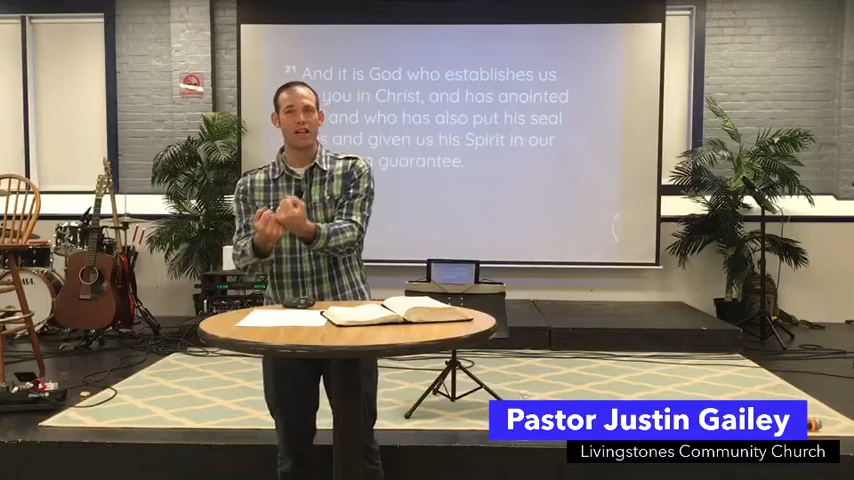 21 And it is God who establishes us
you in Christ, and has anointed
and who has also put his seal
and given us his Spirit in our
guarantee.
Pastor Justin Gailey
Livingstones Community Church